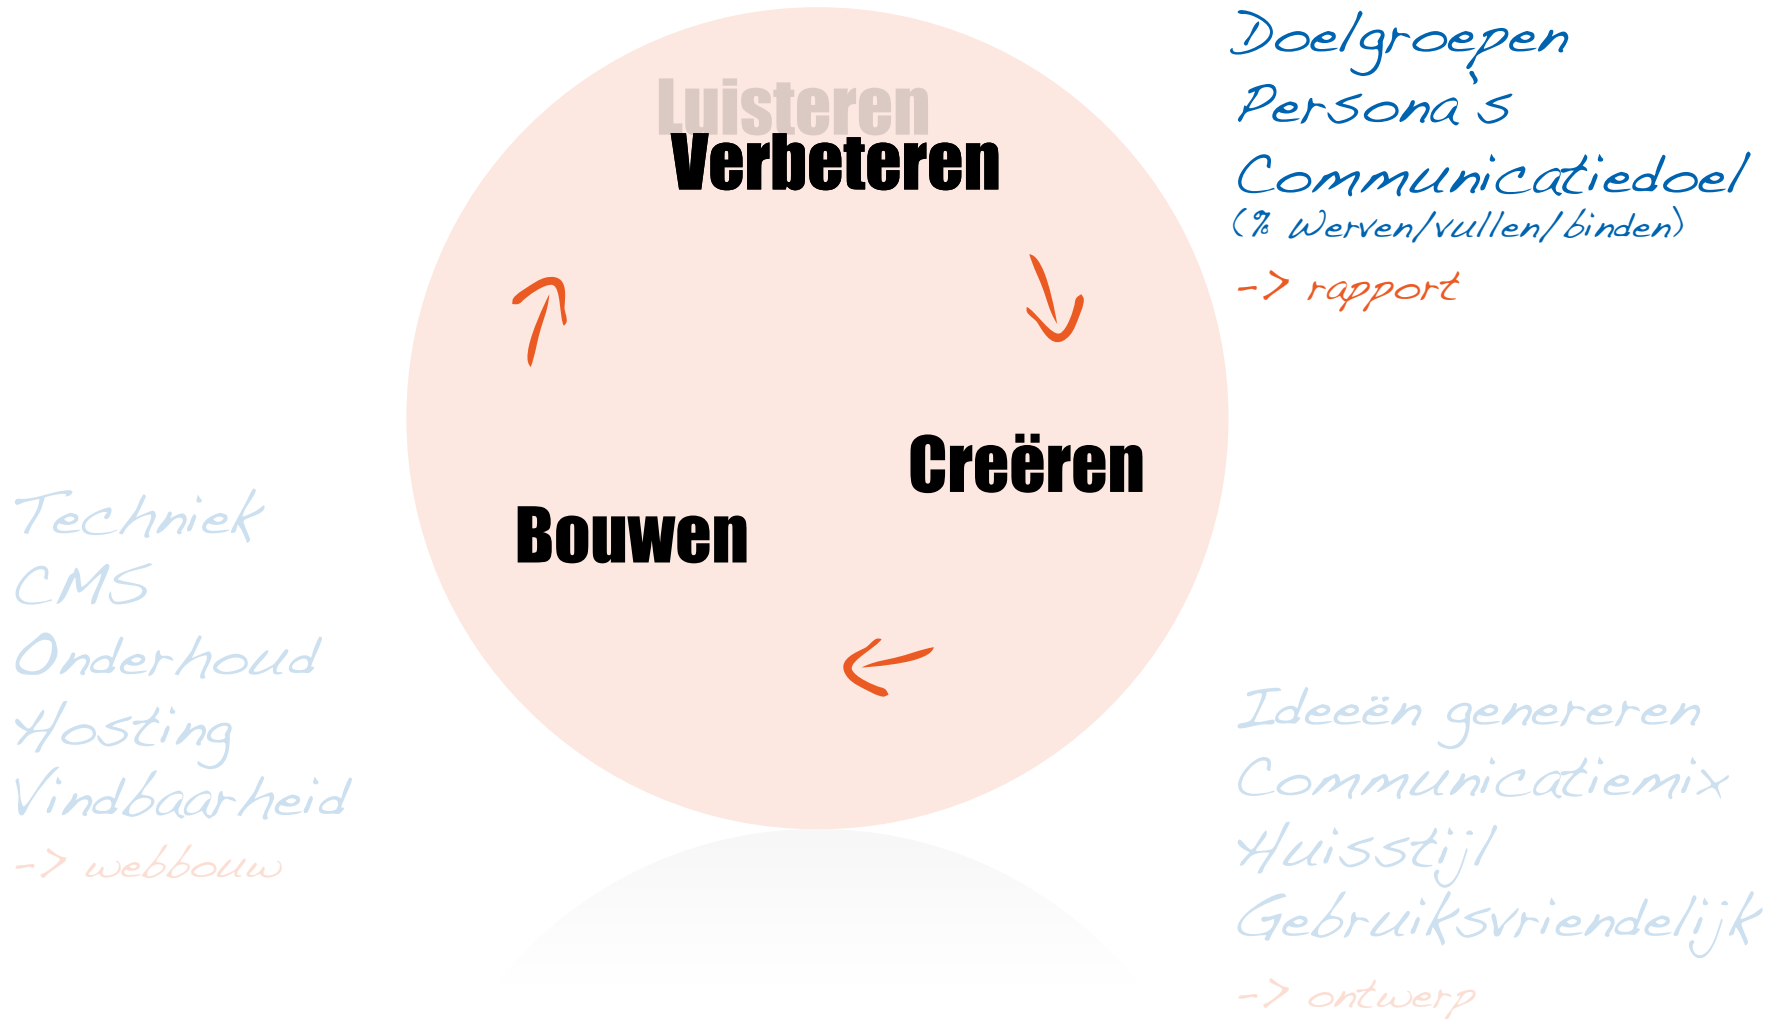 Luisteren
Verbeteren
Creëren
Bouwen
Doelgroepen
Persona's
Communicatiedoel
(% Werven/vullen/binden)
-> rapport
Techniek
CMS
Onderhoud
Hosting
Vindbaarheid
-> webbouw
Ideeën genereren
Communicatiemix
Huisstijl
Gebruiksvriendelijk
-> ontwerp